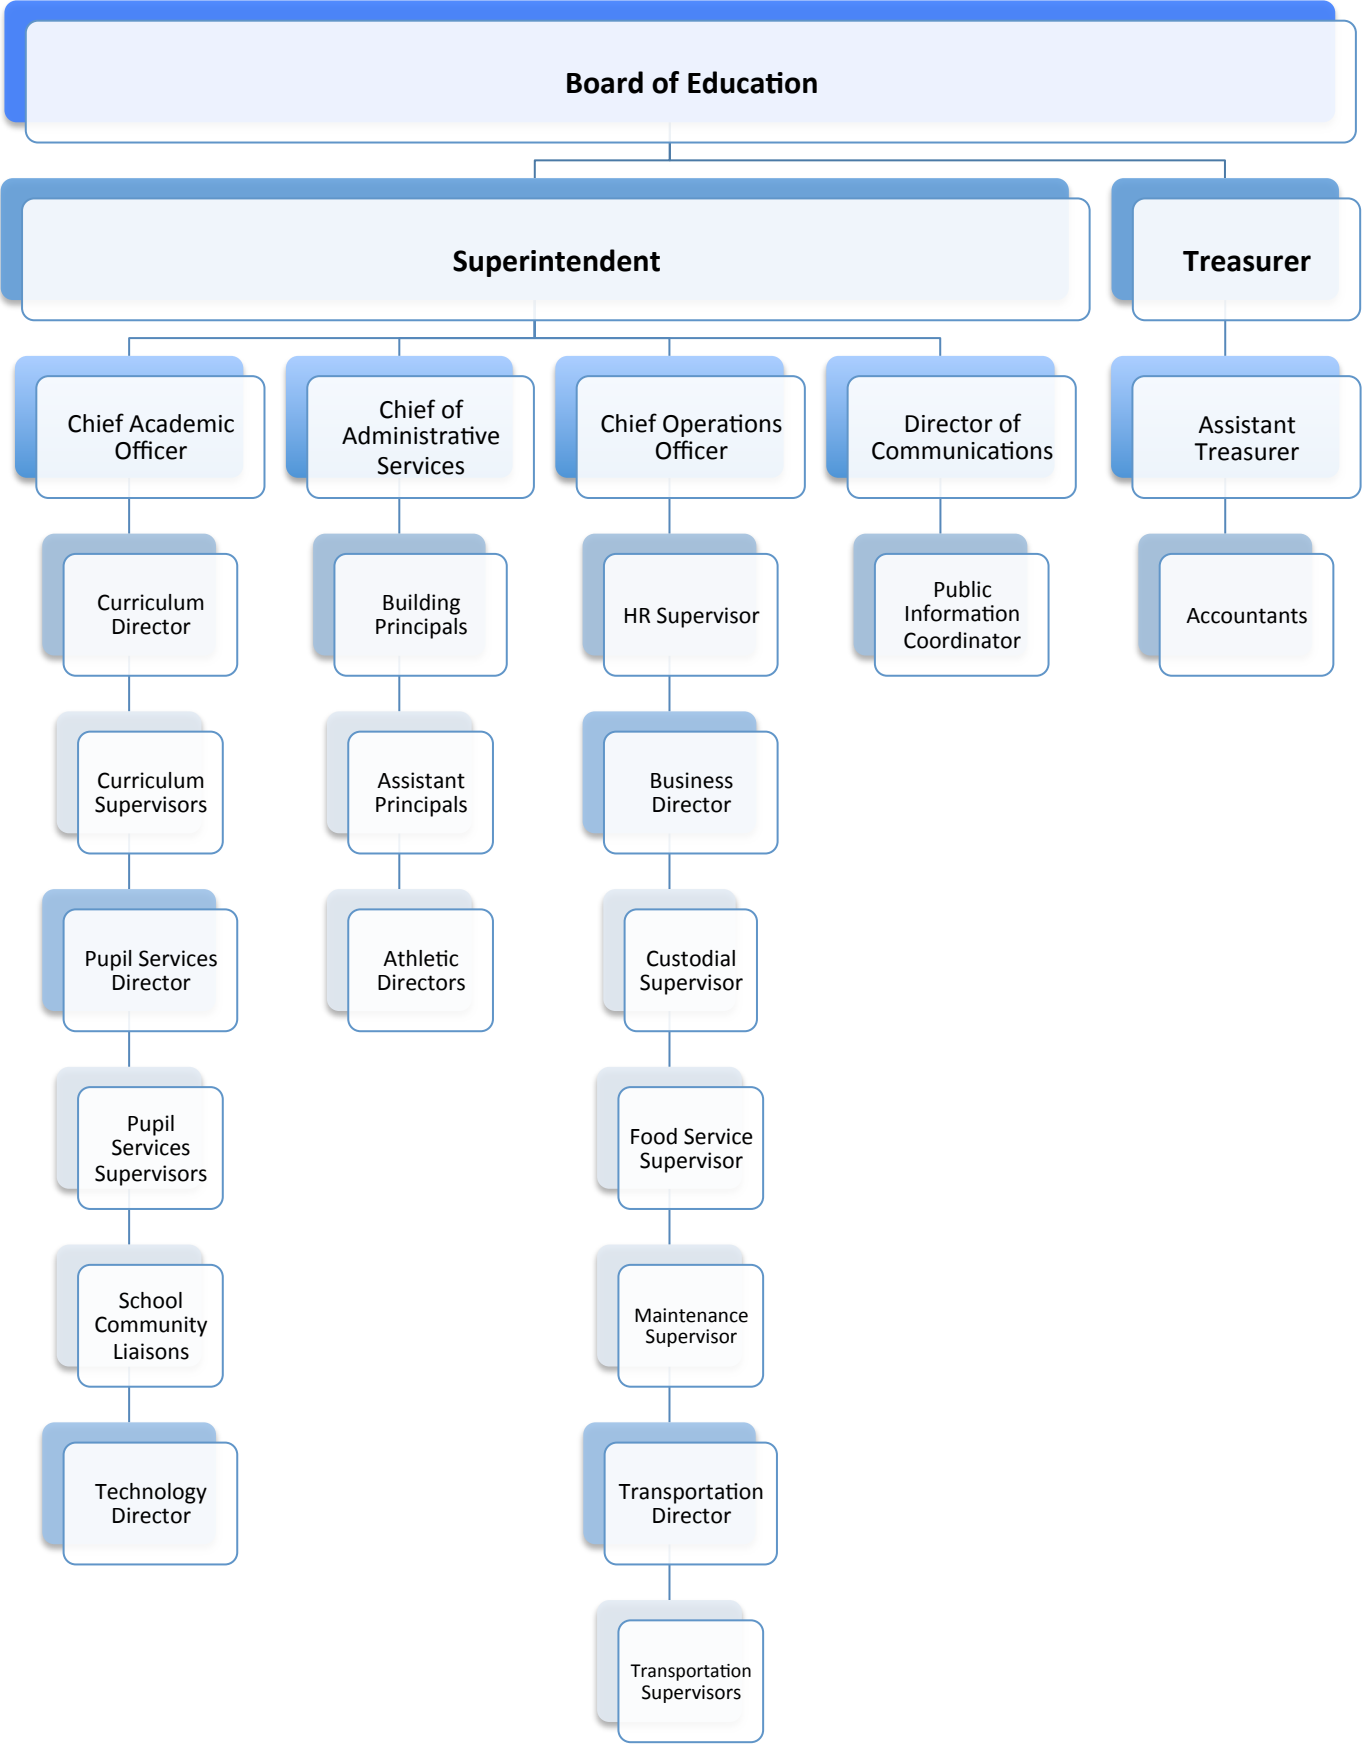 Board of Education
Superintendent
Treasurer
Chief Academic
Officer
Chief of
Administrative
Services
Chief Operations
Officer
Director of
Communications
Assistant
Treasurer
Curriculum
Director
Building
Principals
HR Supervisor
Public
Information
Coordinator
Accountants
Curriculum
Supervisors
Assistant
Principals
Business
Director
Pupil Services
Director
Athletic
Directors
Custodial
Supervisor
Pupil
Services
Supervisors
Food Service
Supervisor
School
Community
Liaisons
Maintenance
Supervisor
Technology
Director
Transportation
Director
Transportation
Supervisors